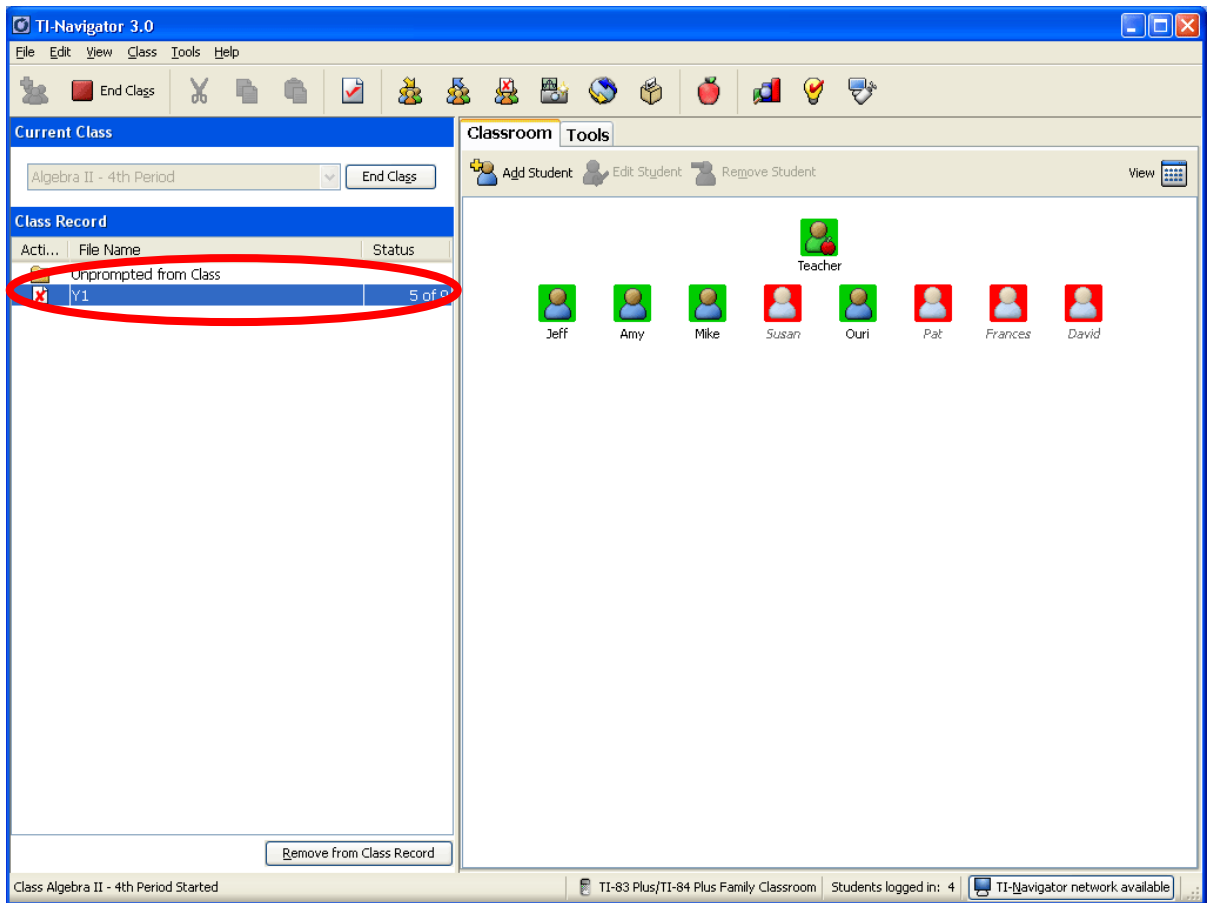 TI-Navigator 3.0
File Edit View Class Tools Help
End Class
Current Class
Algebra II - 4th Period End Class
Class Record
Acti... File Name Status
Unprompted from Class
Y1 5 of 9
Remove from Class Record
Classroom Tools
Add Student Edit Student Remove Student View
Teacher
Jeff Amy Mike Susan Ouri Pat Frances David
Class Algebra II - 4th Period Started TI-83 Plus/TI-84 Plus Family Classroom Students logged in: 4 TI-Navigator network available